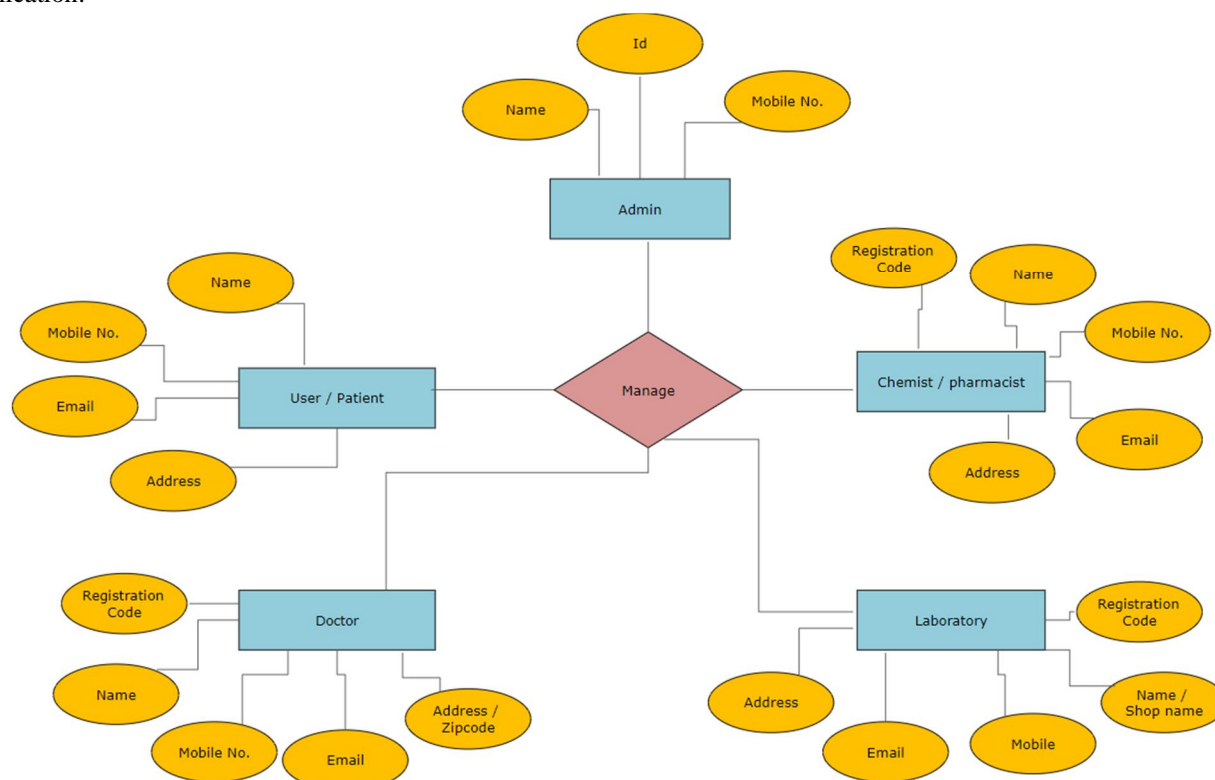 ification.
Id
Name
Mobile No.
Admin
Registration
Code
Name
Mobile No.
Chemist / pharmacist
Email
Address
Name
Mobile No.
User / Patient
Email
Address
Manage
Registration
Code
Doctor
Name
Mobile No.
Email
Address /
Zipcode
Laboratory
Registration
Code
Address
Name /
Shop name
Email
Mobile